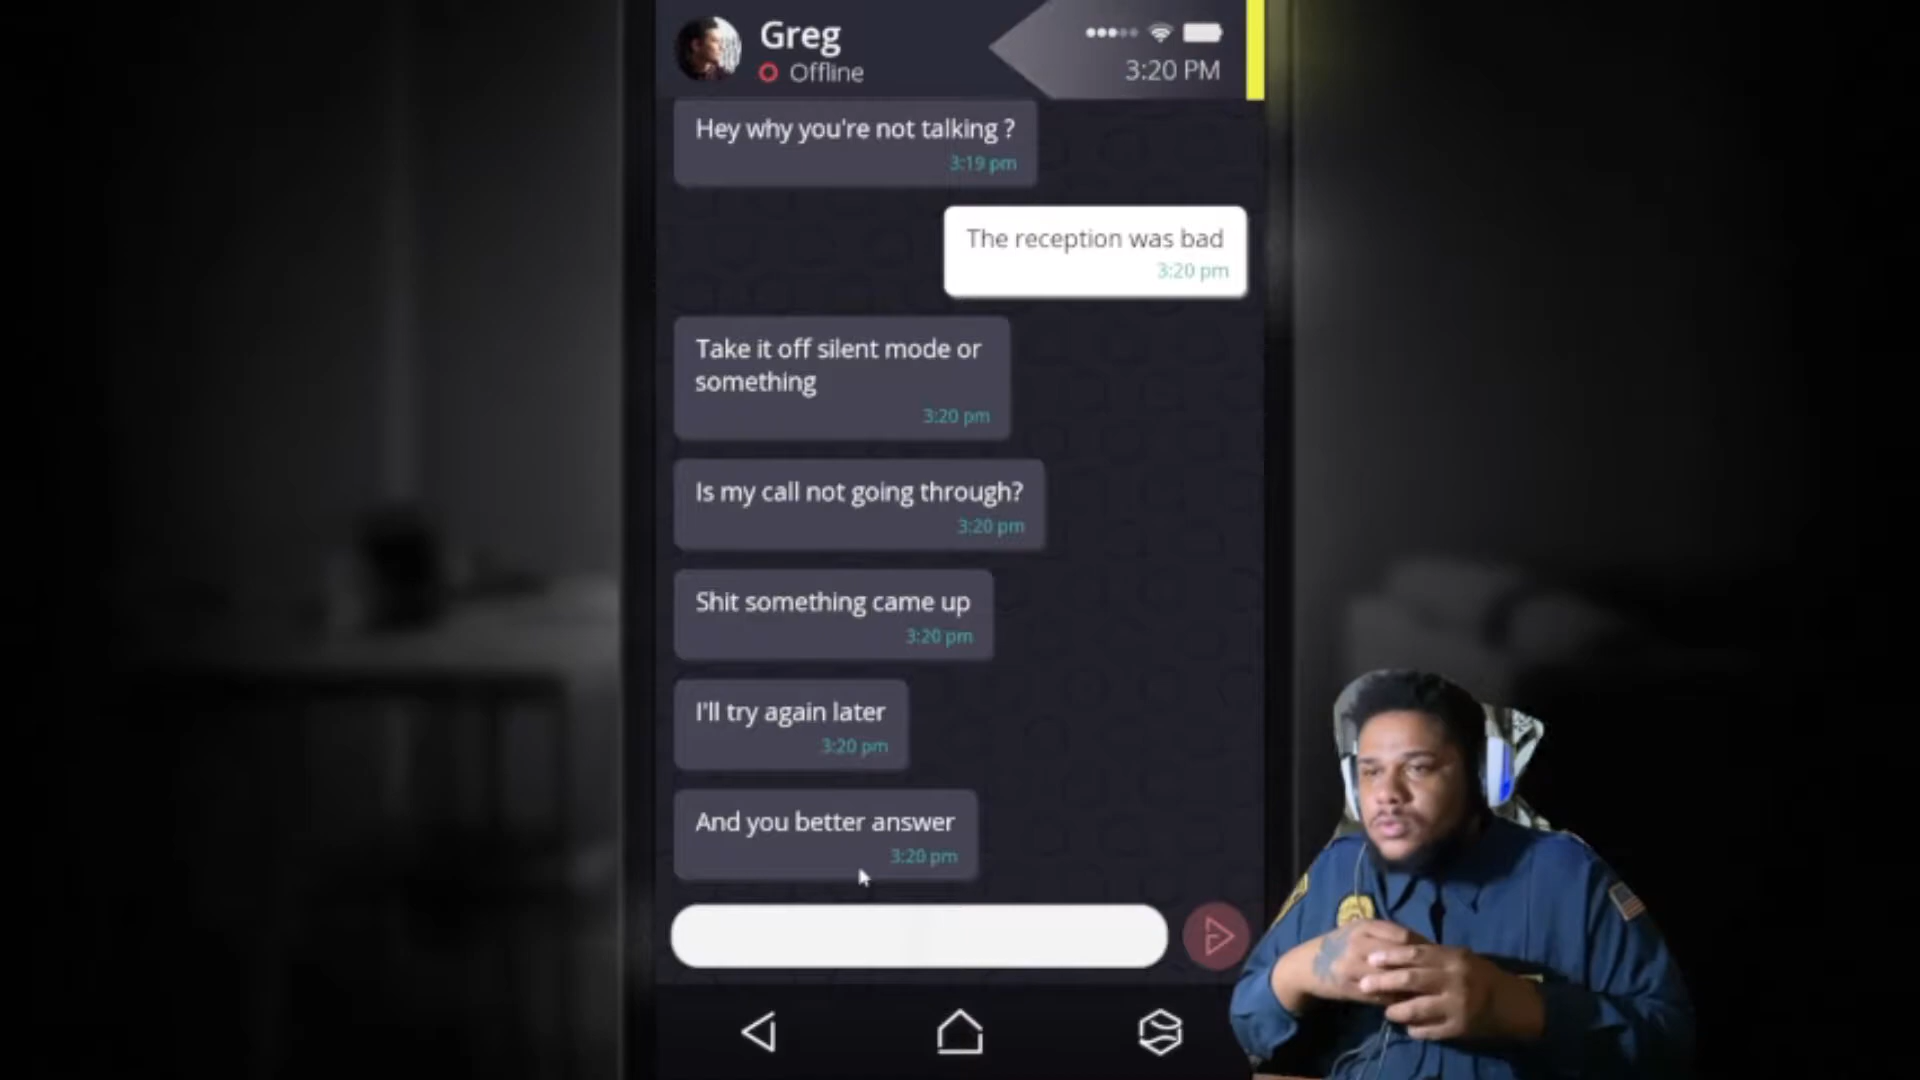 Greg
Offline
3:20 PM
Hey why you're not talking ?
3:19 pm
The reception was bad
3:20 pm
Take it off silent mode or
something
3:20 pm
Is my call not going through?
3:20 pm
Shit something came up
3:20 pm
I'll try again later
3:20 pm
And you better answer
3:20 pm